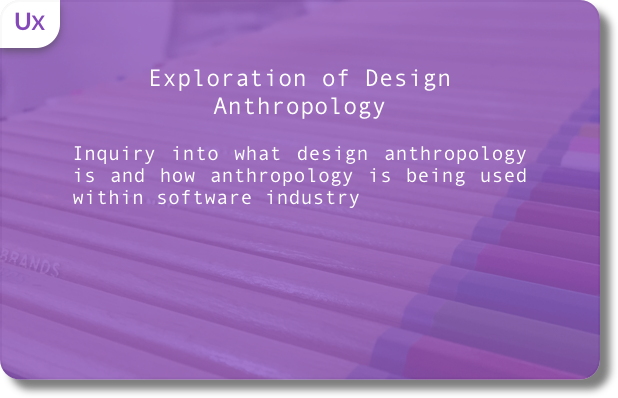 Ux
Exploration of Design
Anthropology
Inquiry into what design anthropology
is and how anthropology is being used
within software industry
BRANDS